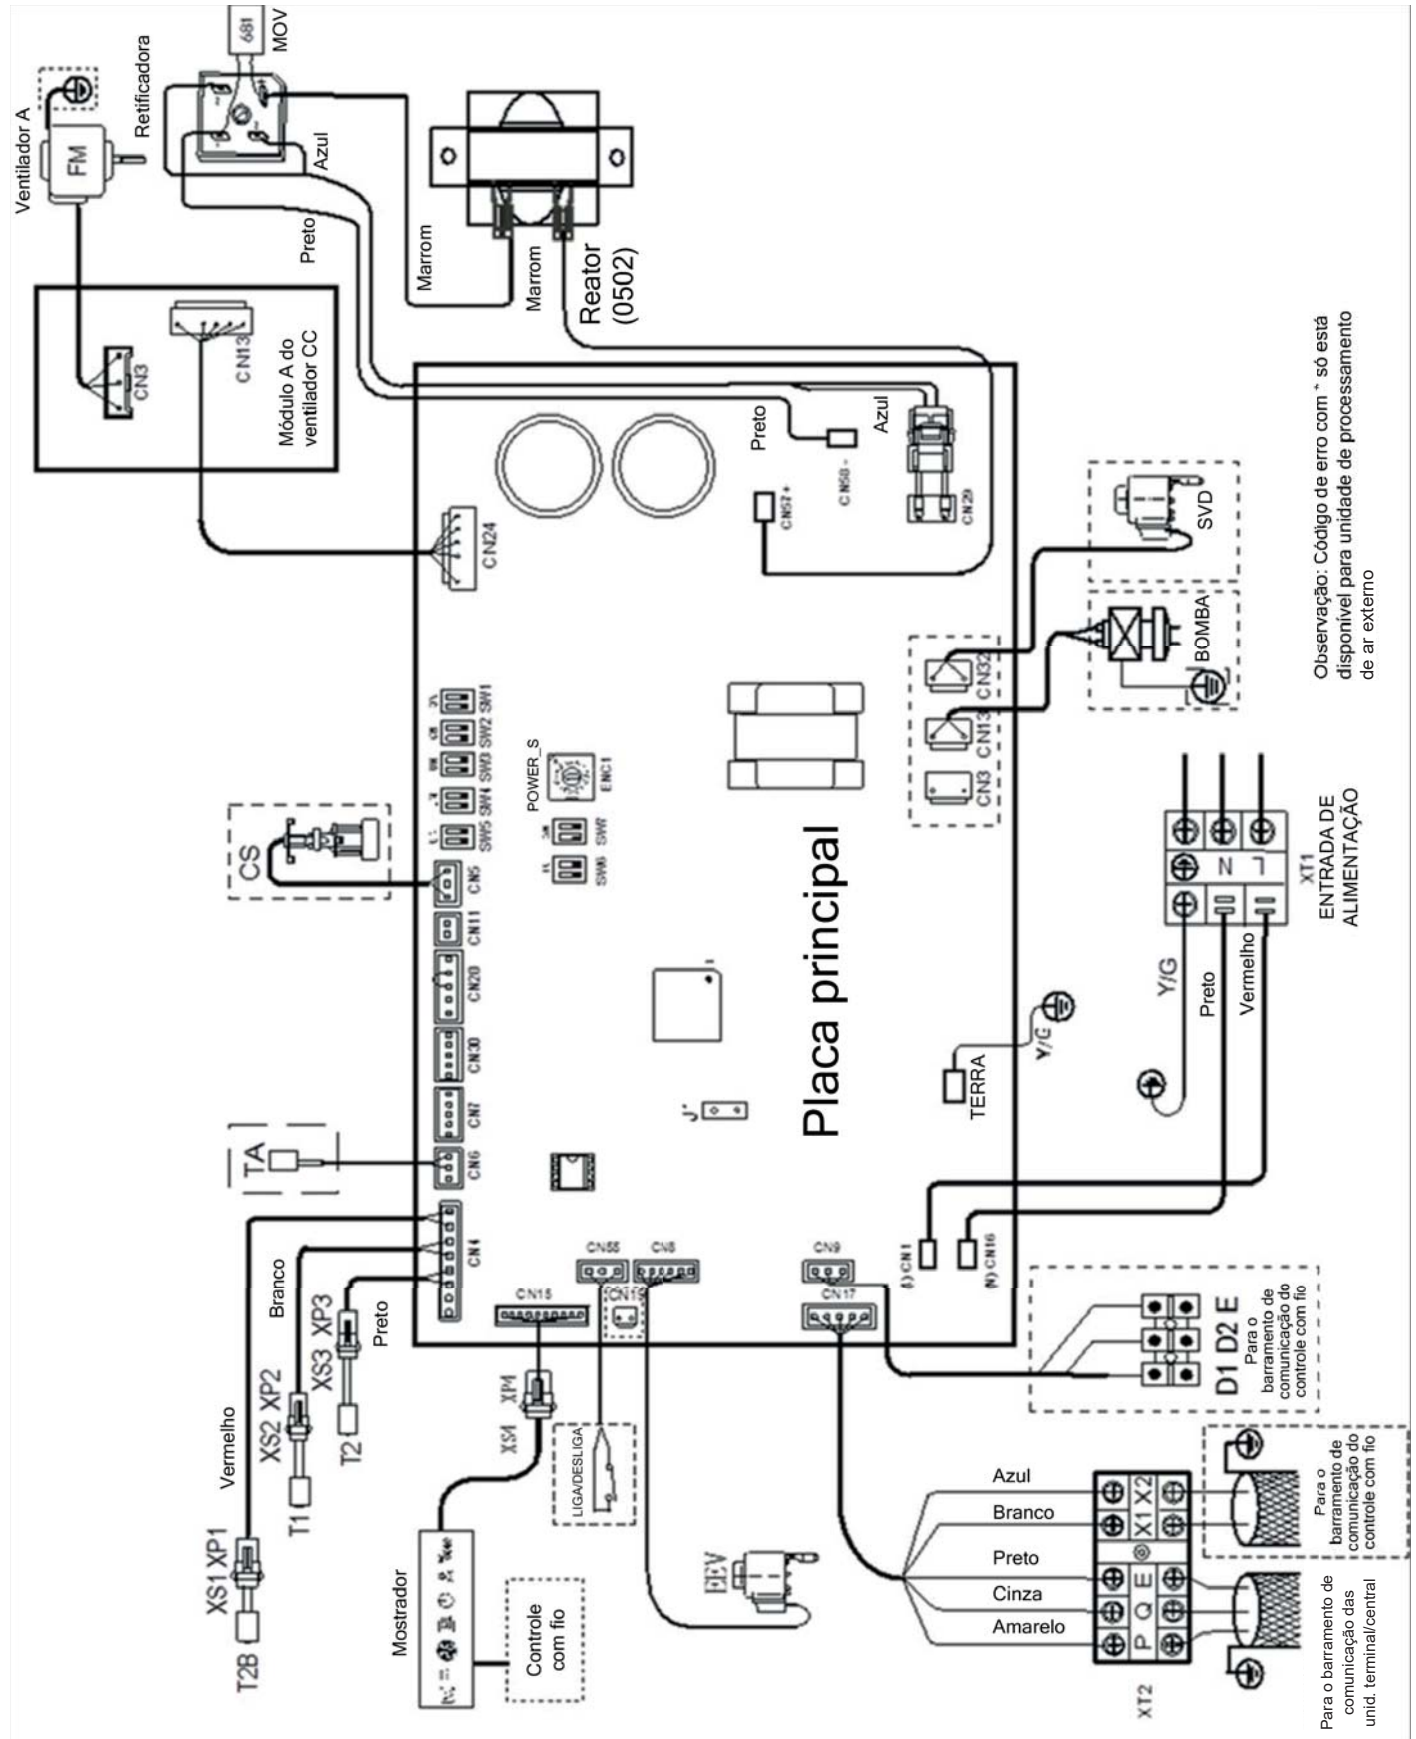 Ventilador A
FM
Retificadora
681
MOV
Azul
Preto
Marrom
Marrom
Reator
(0502)
CN3
CN13
Módulo A do
ventilador CC
CN24
Preto
Azul
CN57+
CN58-
CN29
SVD
BOMBA
CN32
CN13
CN3
Observação: Código de erro com * só está
disponível para unidade de processamento
de ar externo
SW1
SW2
SW3
SW4
SW5
POWER_S
ENC1
SW7
SW6
CS
CN5
CN11
CN20
CN30
CN7
CN6
CN4
TA
Placa principal
TERRA
Y/G
N
L
XT1
ENTRADA DE
ALIMENTAÇÃO
Y/G
Preto
Vermelho
CN1
N) CN16
CN55
CN8
CN9
CN15
CN17
Vermelho
Branco
Preto
XS1 XP1
XS2 XP2
XS3 XP3
T2B
T1
T2
XS4
XP4
Mostrador
Controle
com fio
LIGA/DESLIGA
EEV
D1 D2 E
Para o
barramento de
comunicação do
controle com fio
Azul
Branco
Preto
Cinza
Amarelo
P Q E X1 X2
XT2
Para o
barramento de
comunicação do
controle com fio
Para o barramento de
comunicação das
unid. terminal/central